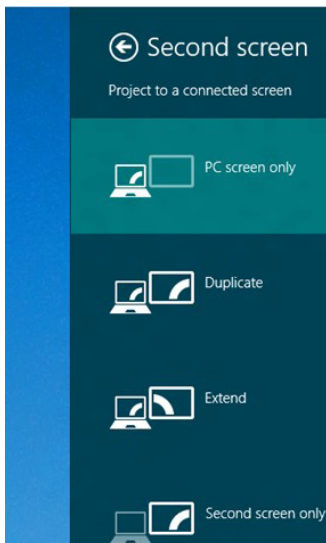 Second screen
Project to a connected screen
PC screen only
Duplicate
Extend
Second screen only